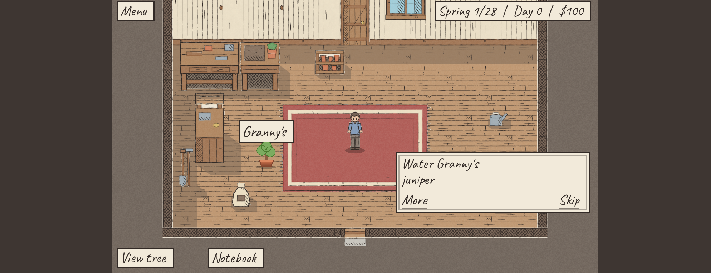 Menu
Spring 1/28 | Day 0 | $100
Granny's
Water Granny's
juniper
More
Skip
View tree
Notebook